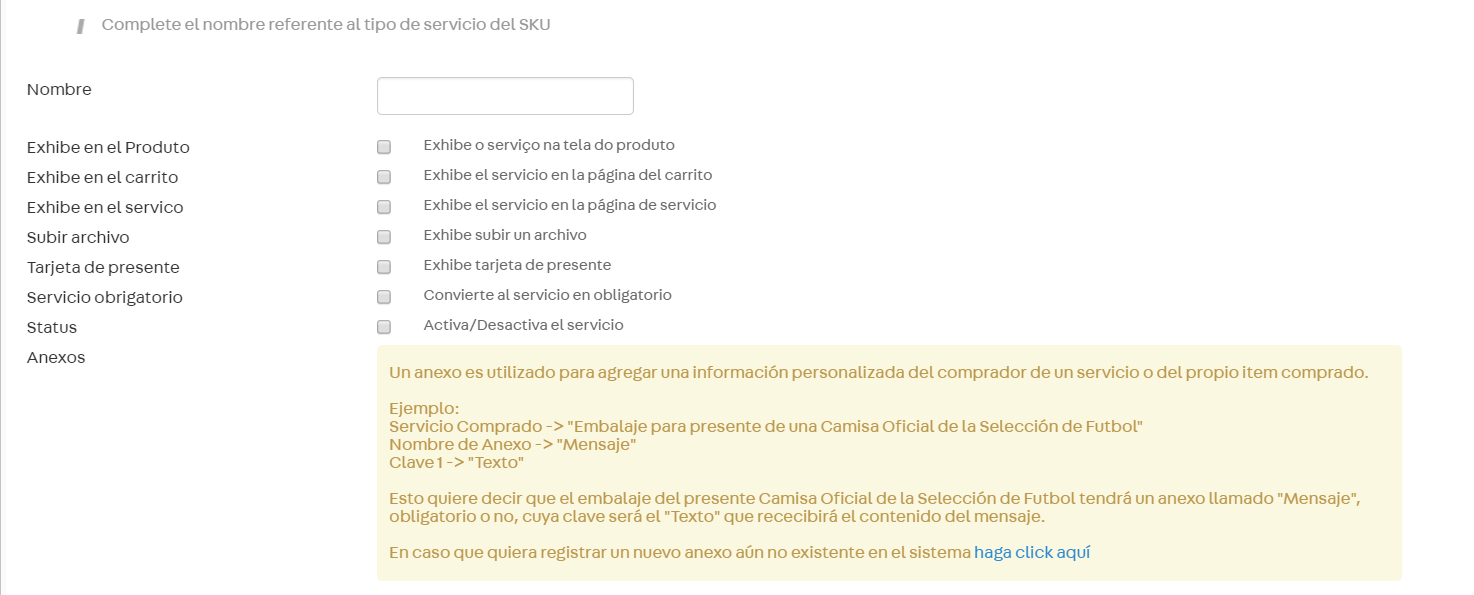 Complete el nombre referente al tipo de servicio del SKU
Nombre
Exhibe en el Produto Exhibe o serviço na tela do produto
Exhibe en el carrito Exhibe el servicio en la página del carrito
Exhibe en el servico Exhibe el servicio en la página de servicio
Subir archivo Exhibe subir un archivo
Tarjeta de presente Exhibe tarjeta de presente
Servicio obrigatorio Convierte al servicio en obligatorio
Status Activa/Desactiva el servicio
Anexos
Un anexo es utilizado para agregar una información personalizada del comprador de un servicio o del propio item comprado.
Ejemplo:
Servicio Comprado -> "Embalaje para presente de una Camisa Oficial de la Selección de Futbol"
Nombre de Anexo -> "Mensaje"
Clave 1 -> "Texto"
Esto quiere decir que el embalaje del presente Camisa Oficial de la Selección de Futbol tendrá un anexo llamado "Mensaje",
obligatorio o no, cuya clave será el "Texto" que rececibirá el contenido del mensaje.
En caso que quiera registrar un nuevo anexo aún no existente en el sistema haga click aquí